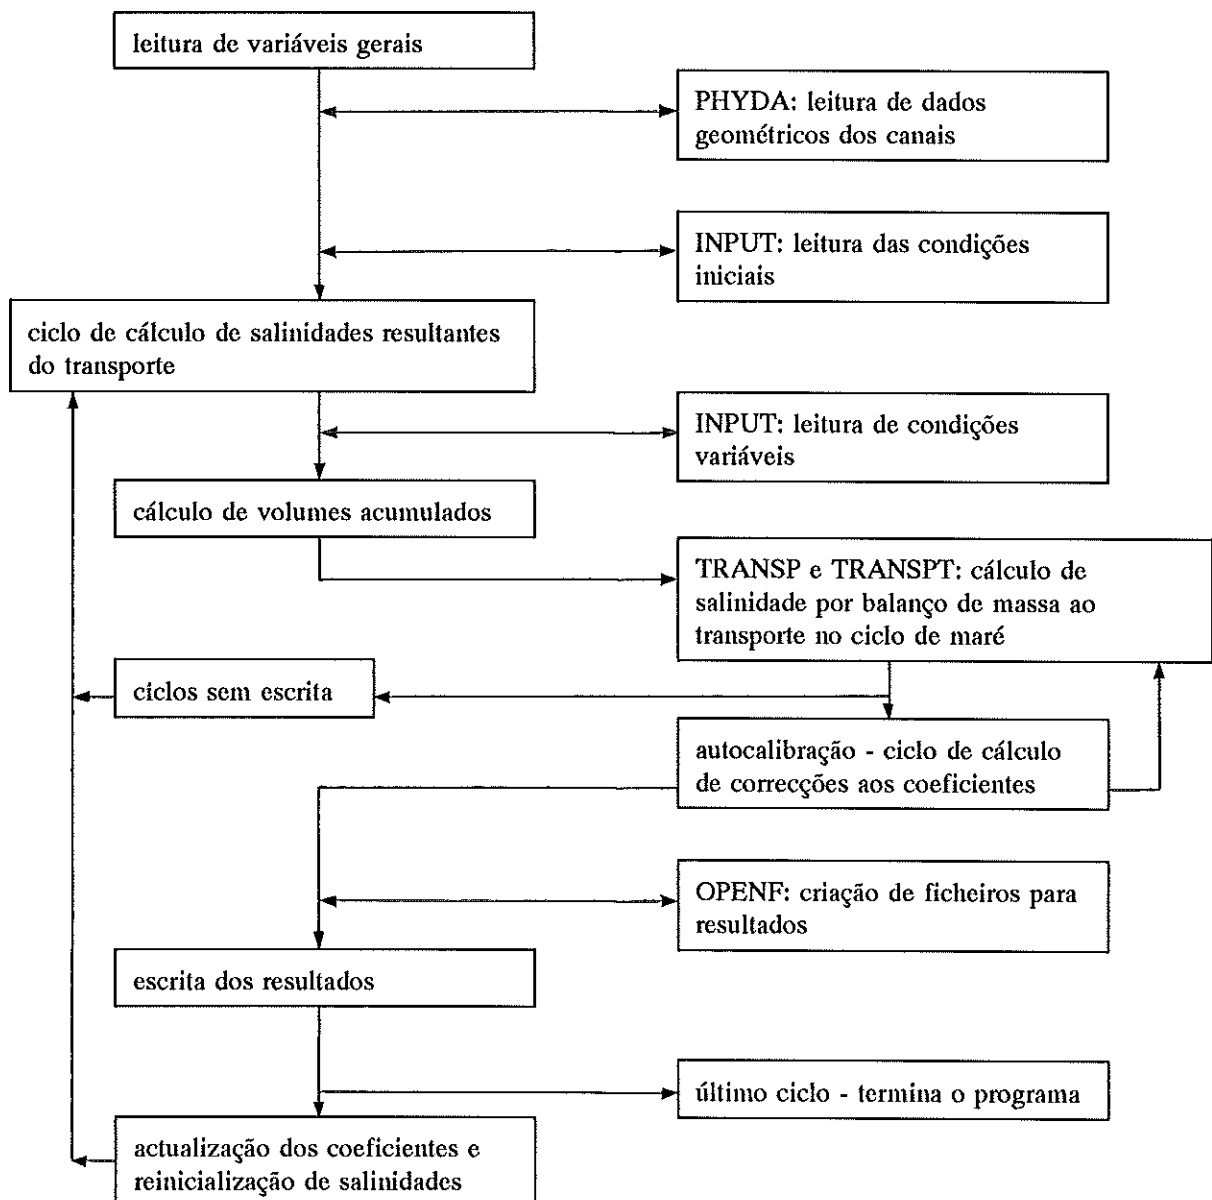 leitura de variáveis gerais
PHYDA: leitura de dados
geométricos dos canais
INPUT: leitura das condições
iniciais
ciclo de cálculo de salinidades resultantes
do transporte
INPUT: leitura de condições
variáveis
cálculo de volumes acumulados
TRANSP e TRANSPT: cálculo de
salinidade por balanço de massa ao
transporte no ciclo de maré
ciclos sem escrita
autocalibração - ciclo de cálculo
de correcções aos coeficientes
OPENF: criação de ficheiros para
resultados
escrita dos resultados
último ciclo - termina o programa
actualização dos coeficientes e
reinicialização de salinidades